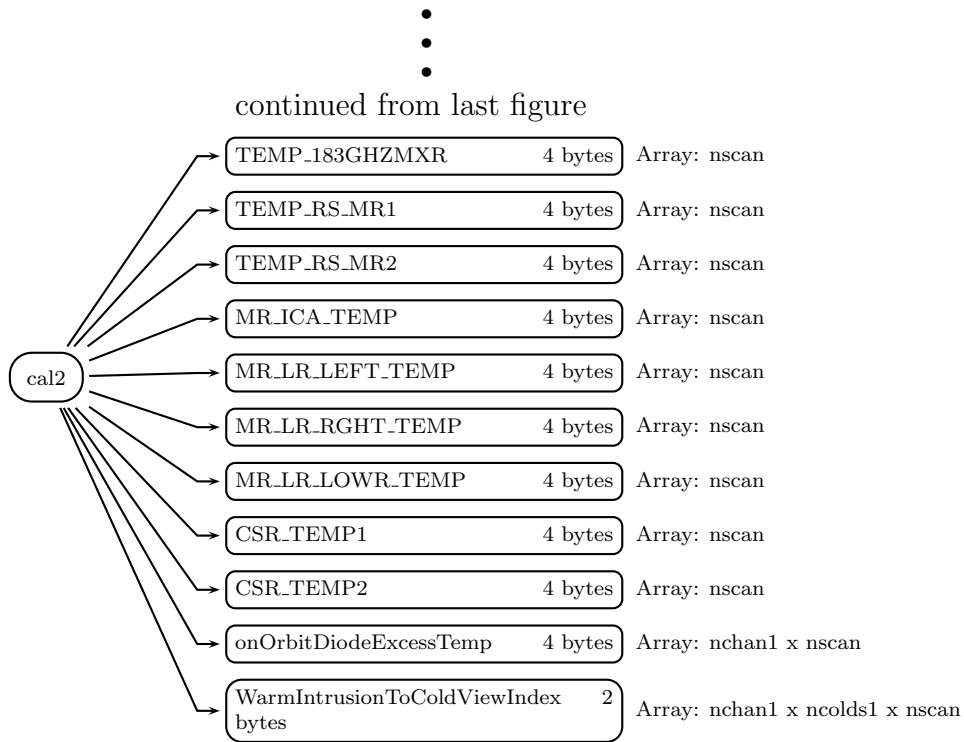 continued from last figure
TEMP_183GHZMXR 4 bytes Array: nscan
TEMP_RS_MR1 4 bytes Array: nscan
TEMP_RS_MR2 4 bytes Array: nscan
MR_ICA_TEMP 4 bytes Array: nscan
cal2
MR_LR_LEFT_TEMP 4 bytes Array: nscan
MR_LR_RGHT_TEMP 4 bytes Array: nscan
MR_LR_LOWR_TEMP 4 bytes Array: nscan
CSR_TEMP1 4 bytes Array: nscan
CSR_TEMP2 4 bytes Array: nscan
onOrbitDiodeExcessTemp 4 bytes Array: nchan1 x nscan
WarmIntrusionToColdViewIndex 2
bytes
Array: nchan1 x ncolds1 x nscan